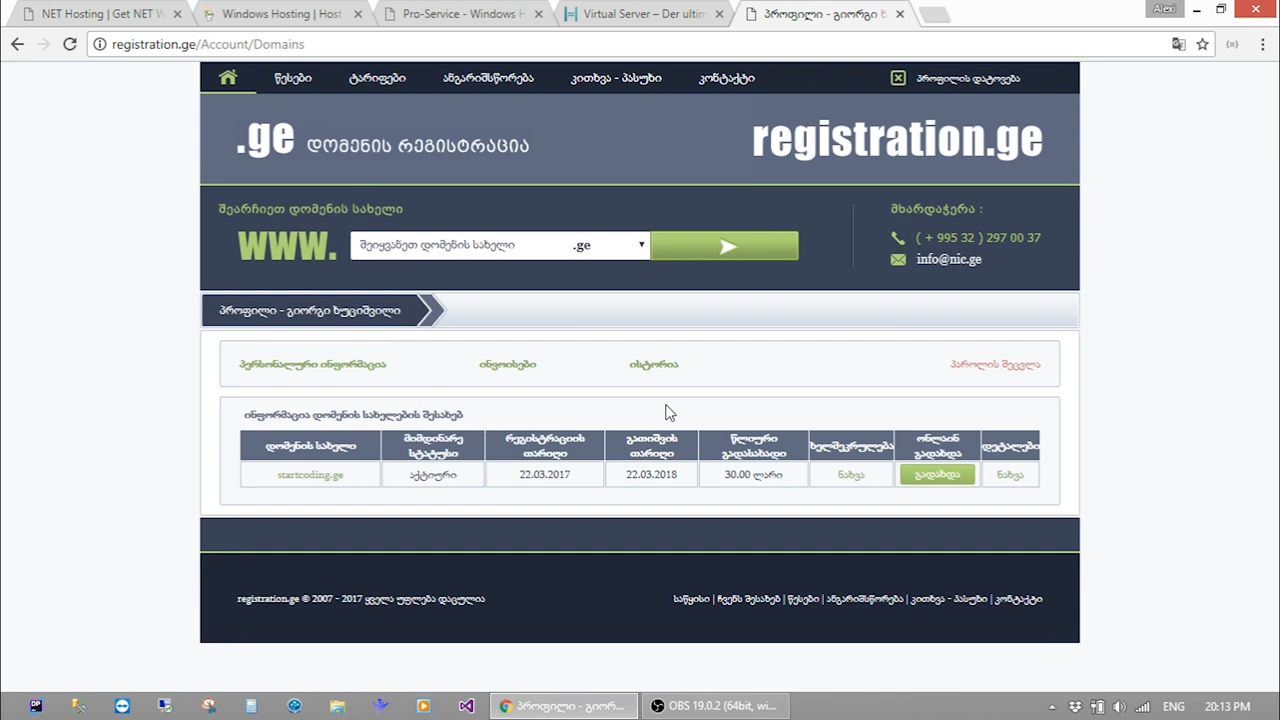 NET Hosting | Get NET W
Windows Hosting | Host
Pro-Service - Windows H
Virtual Server – Der ultim
პროფილი - გიორგი ხ
Alexi
registration.ge/Account/Domains
წესები ტარიფები ანგარიშსწორება კითხვა - პასუხი კონტაქტი პროფილის დატოვება
.ge დომენის რეგისტრაცია
registration.ge
შეარჩიეთ დომენის სახელი
WWW.
შეიყვანეთ დომენის სახელი .ge
მხარდაჭერა :
( + 995 32 ) 297 00 37
info@nic.ge
პროფილი - გიორგი ხუციშვილი
პერსონალური ინფორმაცია ინვოისები ისტორია პაროლის შეცვლა
ინფორმაცია დომენის სახელების შესახებ
დომენის სახელი მიმდინარე სტატუსი რეგისტრაციის თარიღი გათიშვის თარიღი წლიური გადასახადი ხელშეკრულება ონლაინ გადახდა დეტალები
startcoding.ge აქტიური 22.03.2017 22.03.2018 30.00 ლარი ნახვა გადახდა ნახვა
registration.ge © 2007 - 2017 ყველა უფლება დაცულია
საწყისი | ჩვენს შესახებ | წესები | ანგარიშსწორება | კითხვა - პასუხი | კონტაქტი
პროფილი - გიორ...
OBS 19.0.2 (64bit, wi...
ENG
20:13 PM